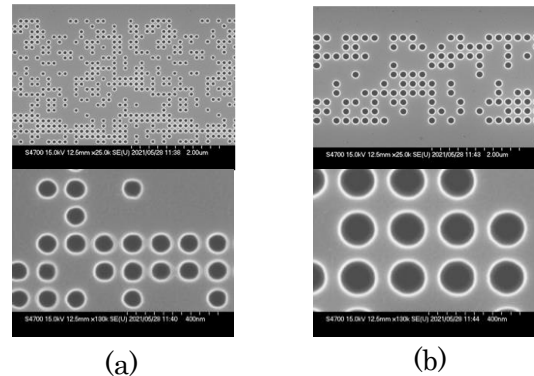 S4700 15.0kV 12.5mm x25.0k SE(U) 2021/05/28 11:38 2.00um
S4700 15.0kV 12.5mm x25.0k SE(U) 2021/05/28 11:43 2.00um
S4700 15.0kV 12.5mm x130k SE(U) 2021/05/28 11:40 400nm
S4700 15.0kV 12.5mm x130k SE(U) 2021/05/28 11:44 400nm
(a)
(b)